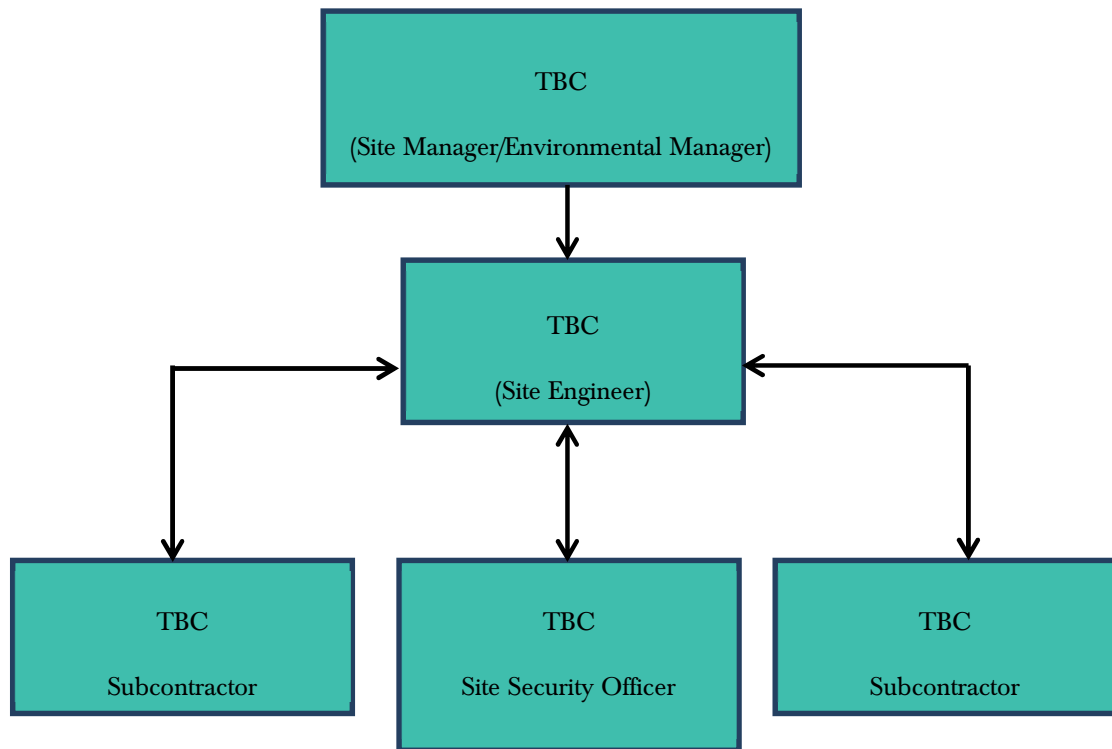 TBC
(Site Manager/Environmental Manager)
TBC
(Site Engineer)
TBC
Subcontractor
TBC
Site Security Officer
TBC
Subcontractor